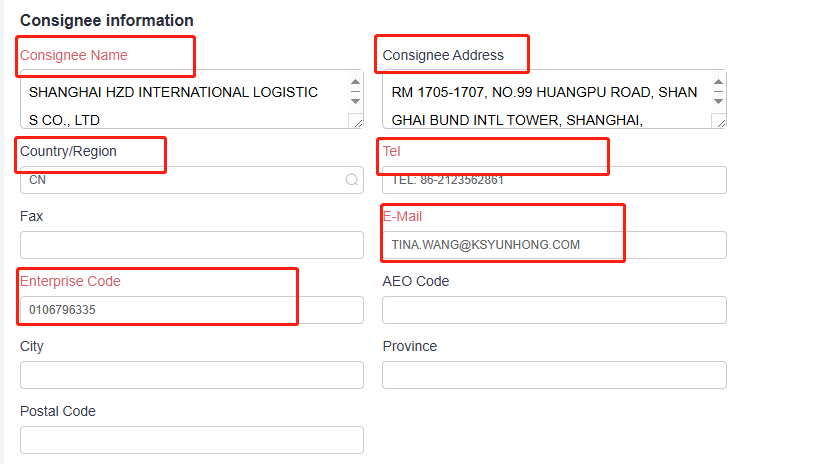 Consignee information
Consignee Name
Consignee Address
SHANGHAI HZD INTERNATIONAL LOGISTIC
S CO., LTD
RM 1705-1707, NO.99 HUANGPU ROAD, SHAN
GHAI BUND INTL TOWER, SHANGHAI,
Country/Region
Tel
CN
TEL: 86-2123562861
Fax
E-Mail
TINA.WANG@KSYUNHONG.COM
Enterprise Code
AEO Code
0106796335
City
Province
Postal Code